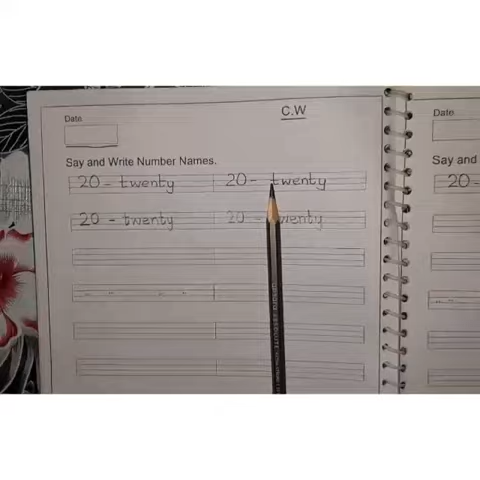 Date
C.W
Say and Write Number Names.
20 - twenty 20 - twenty
20 - twenty 20 - twenty
Date
Say and
20 -